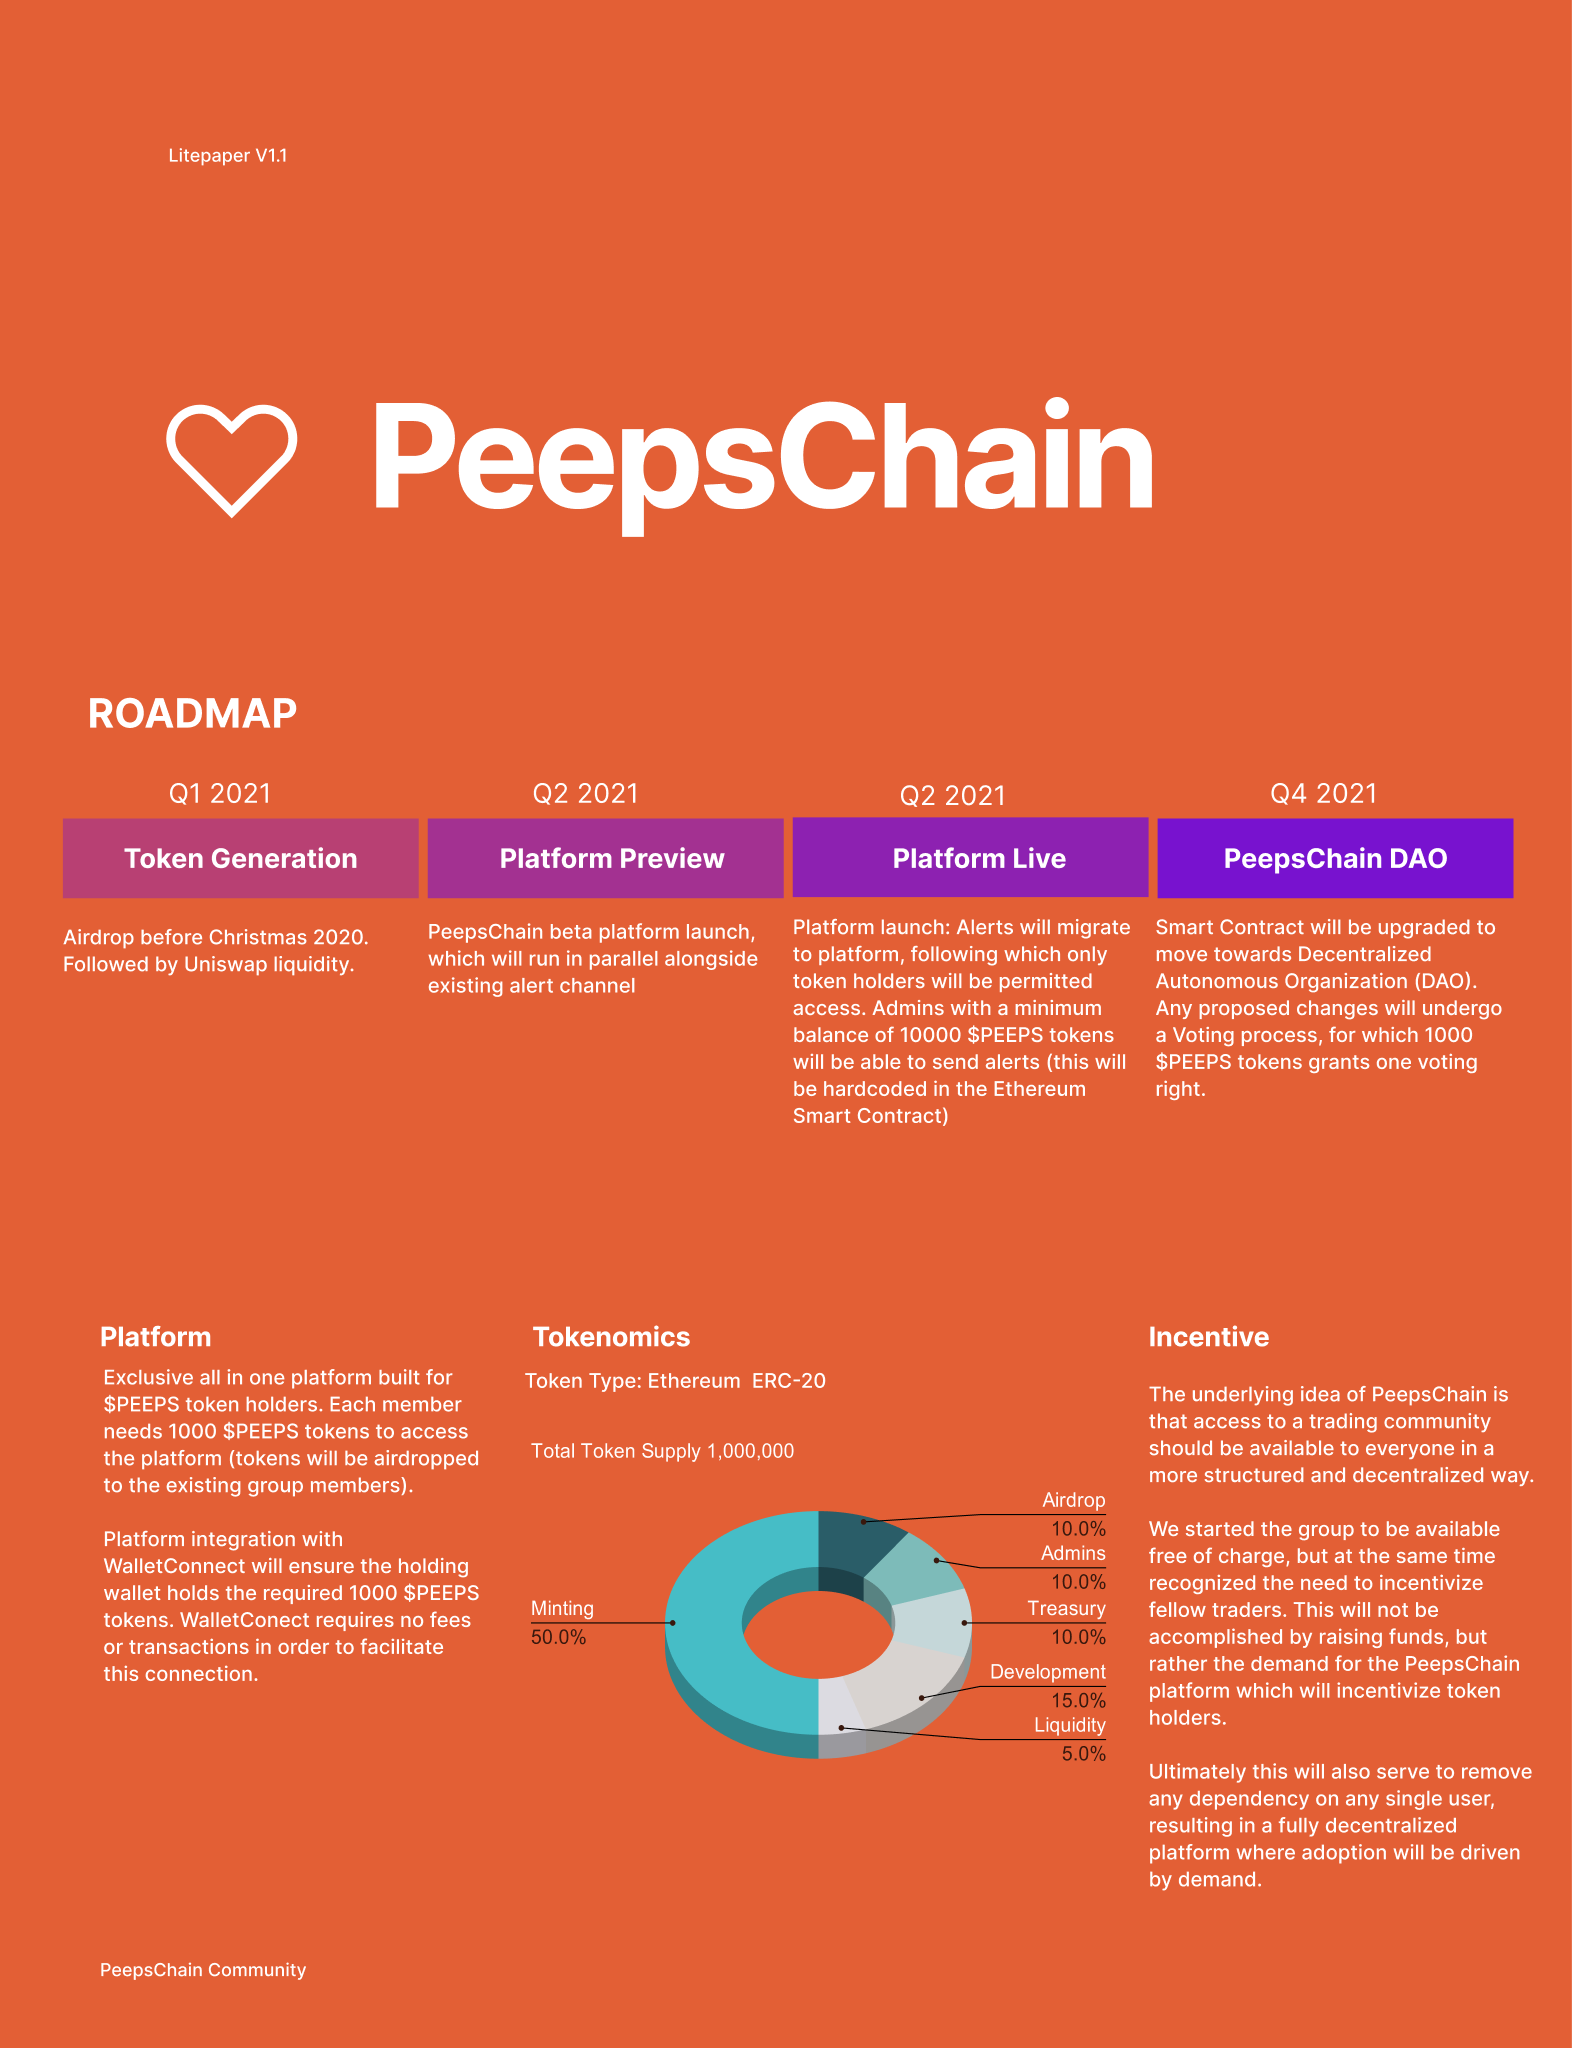 Litepaper V1.1
PeepsChain
ROADMAP
Q1 2021
Token Generation
Airdrop before Christmas 2020.
Followed by Uniswap liquidity.
Q2 2021
Platform Preview
PeepsChain beta platform launch,
which will run in parallel alongside
existing alert channel
Q2 2021
Platform Live
Platform launch: Alerts will migrate
to platform, following which only
token holders will be permitted
access. Admins with a minimum
balance of 10000 $PEEPS tokens
will be able to send alerts (this will
be hardcoded in the Ethereum
Smart Contract)
Q4 2021
PeepsChain DAO
Smart Contract will be upgraded to
move towards Decentralized
Autonomous Organization (DAO).
Any proposed changes will undergo
a Voting process, for which 1000
$PEEPS tokens grants one voting
right.
Platform
Exclusive all in one platform built for
$PEEPS token holders. Each member
needs 1000 $PEEPS tokens to access
the platform (tokens will be airdropped
to the existing group members).
Platform integration with
WalletConnect will ensure the holding
wallet holds the required 1000 $PEEPS
tokens. WalletConect requires no fees
or transactions in order to facilitate
this connection.
Tokenomics
Token Type: Ethereum ERC-20
Total Token Supply 1,000,000
Airdrop
10.0%
Admins
10.0%
Treasury
10.0%
Development
15.0%
Liquidity
5.0%
Minting
50.0%
Incentive
The underlying idea of PeepsChain is
that access to a trading community
should be available to everyone in a
more structured and decentralized way.
We started the group to be available
free of charge, but at the same time
recognized the need to incentivize
fellow traders. This will not be
accomplished by raising funds, but
rather the demand for the PeepsChain
platform which will incentivize token
holders.
Ultimately this will also serve to remove
any dependency on any single user,
resulting in a fully decentralized
platform where adoption will be driven
by demand.
PeepsChain Community